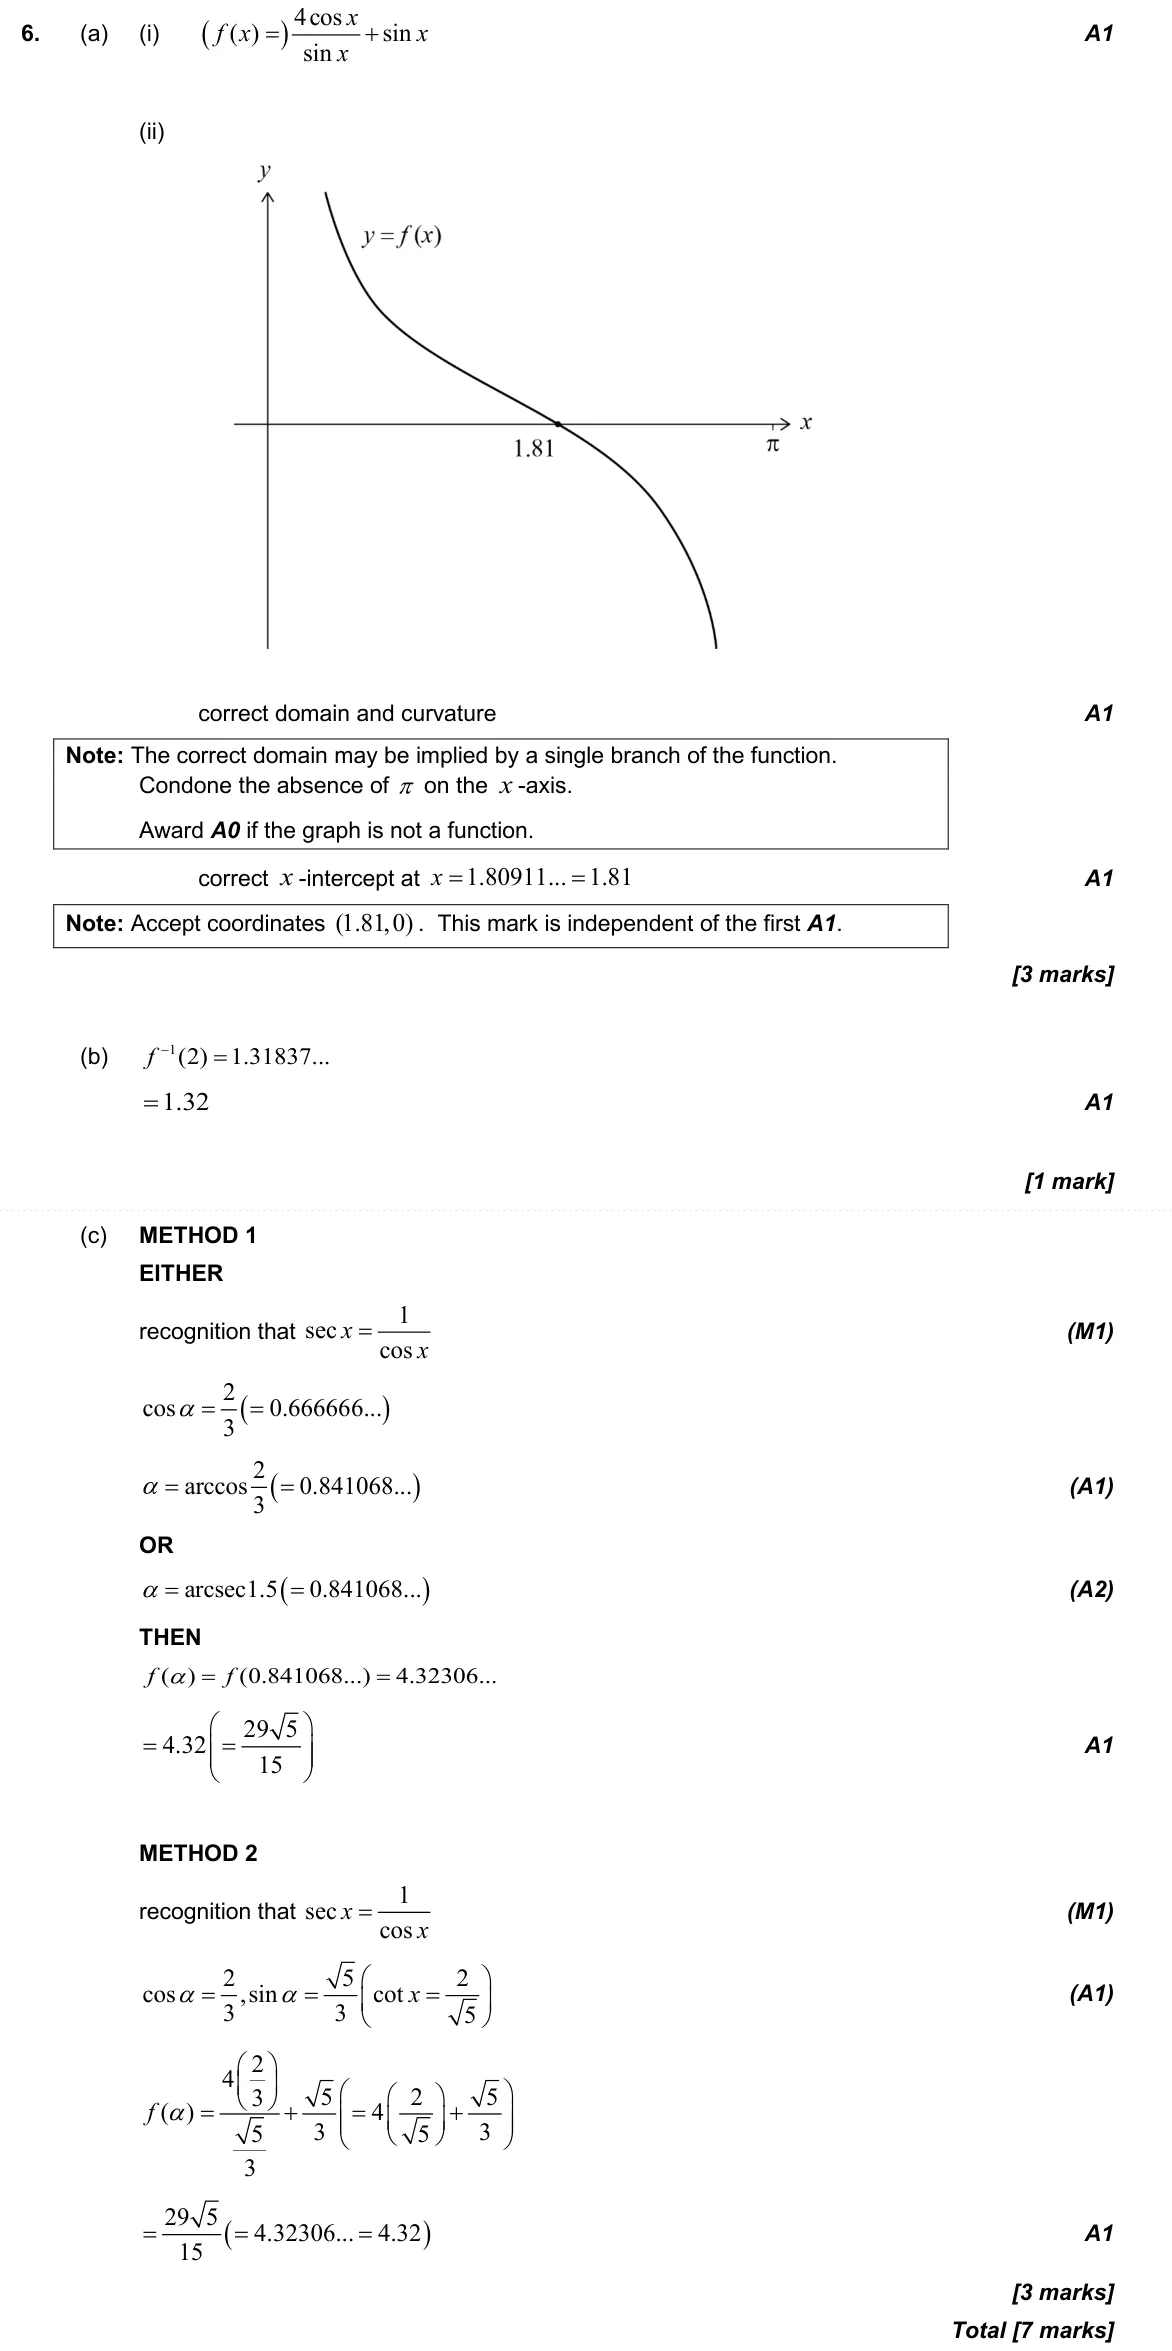 6. (a) (i) (f(x) =) 4cos x / sin x + sin x A1
(ii)
y
y = f(x)
x
1.81
π
correct domain and curvature A1
Note: The correct domain may be implied by a single branch of the function.
Condone the absence of π on the x -axis.
Award A0 if the graph is not a function.
correct x -intercept at x = 1.80911... = 1.81 A1
Note: Accept coordinates (1.81, 0) . This mark is independent of the first A1.
[3 marks]
(b) f⁻¹(2) = 1.31837...
= 1.32 A1
[1 mark]
(c) METHOD 1
EITHER
recognition that sec x = 1 / cos x (M1)
cos α = 2/3 (= 0.666666...)
α = arccos 2/3 (= 0.841068...) (A1)
OR
α = arcsec1.5 (= 0.841068...) (A2)
THEN
f(α) = f(0.841068...) = 4.32306...
= 4.32 (= 29√5 / 15) A1
METHOD 2
recognition that sec x = 1 / cos x (M1)
cos α = 2/3 , sin α = √5/3 (cot x = 2/√5) (A1)
f(α) = 4(2/3) / (√5/3) + √5/3 (= 4(2/√5) + √5/3)
= 29√5 / 15 (= 4.32306... = 4.32) A1
[3 marks]
Total [7 marks]